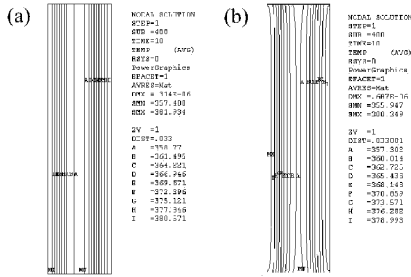 (a)
NODAL SOLUTION
STEP=1
SUB =400
TIME=10
TEMP (AVG)
RSYS=0
PowerGraphics
EFACET=1
AVRES=Mat
SMN =357.408
SMX =381.934
ZV =1
DIST=.033
A =358.77
B =361.495
C =364.221
D =366.946
E =369.671
F =372.396
G =375.121
H =377.846
I =380.571
(b)
NODAL SOLUTION
STEP=1
SUB =400
TIME=10
TEMP (AVG)
RSYS=0
PowerGraphics
EFACET=1
AVRES=Mat
SMN =355.947
SMX =380.349
ZV =1
DIST=.033001
A =357.302
B =360.014
C =362.725
D =365.436
E =368.148
F =370.859
G =373.571
H =376.282
I =378.993